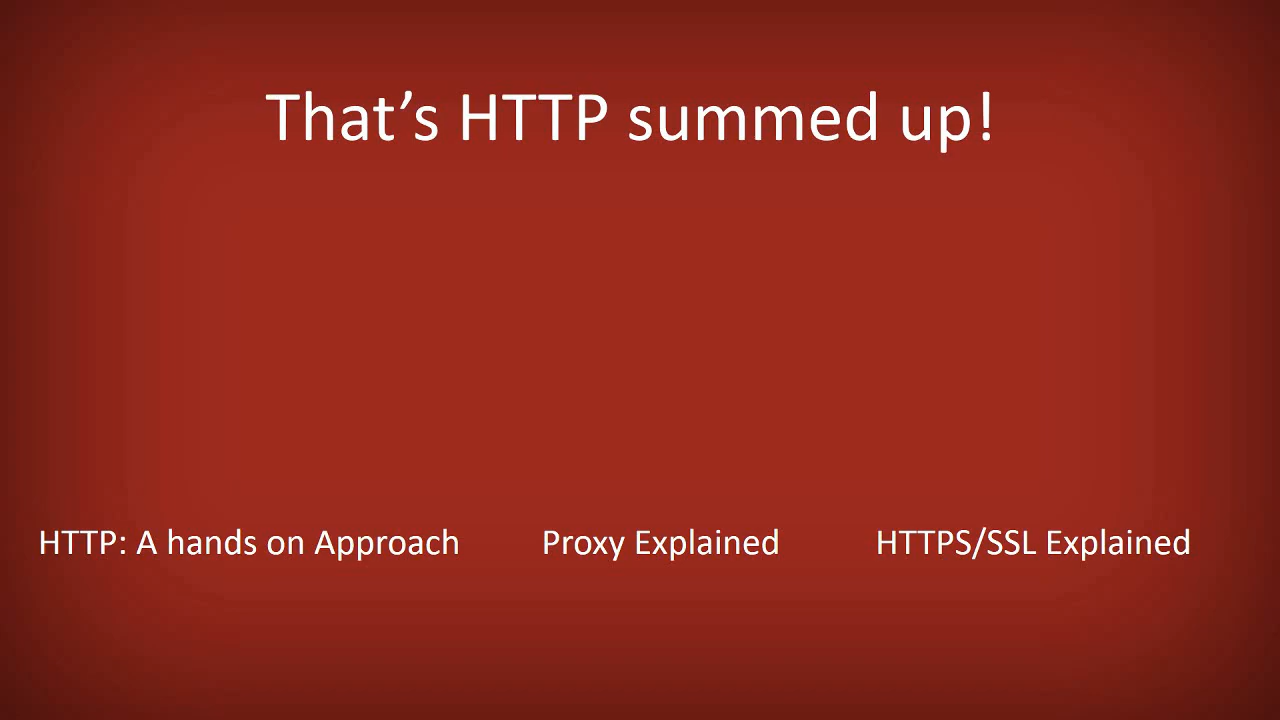 That’s HTTP summed up!
HTTP: A hands on Approach
Proxy Explained
HTTPS/SSL Explained